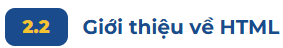 2.2 Giới thiệu về HTML